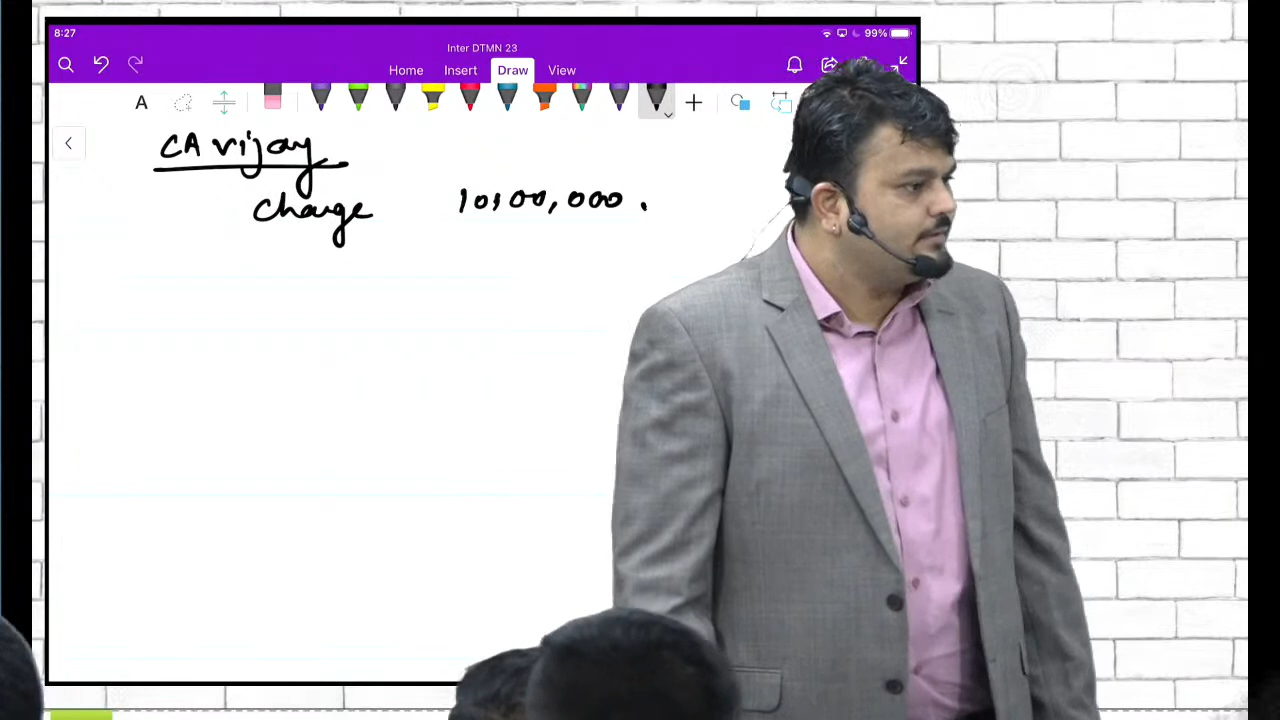 8:27
99%
Inter DTMN 23
Home Insert Draw View
A
CA vijay
charge 10,00,000.